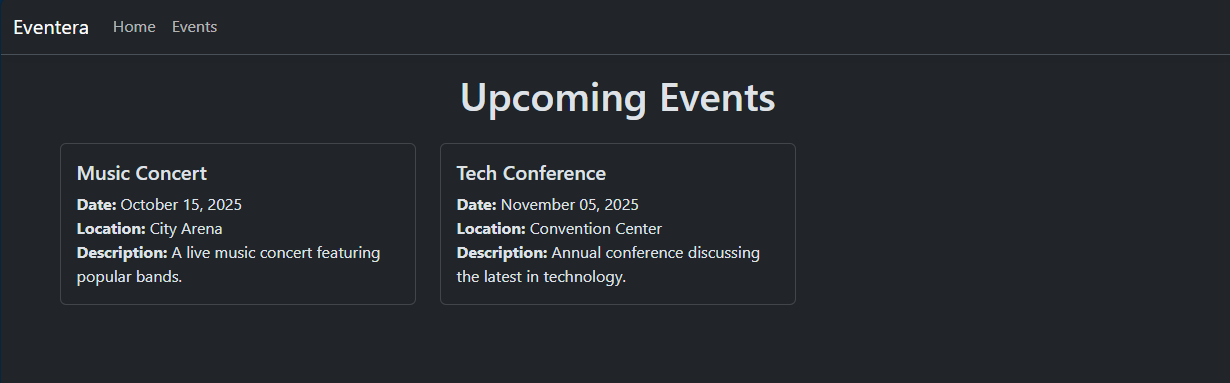 Eventera Home Events
Upcoming Events
Music Concert
Date: October 15, 2025
Location: City Arena
Description: A live music concert featuring
popular bands.
Tech Conference
Date: November 05, 2025
Location: Convention Center
Description: Annual conference discussing
the latest in technology.